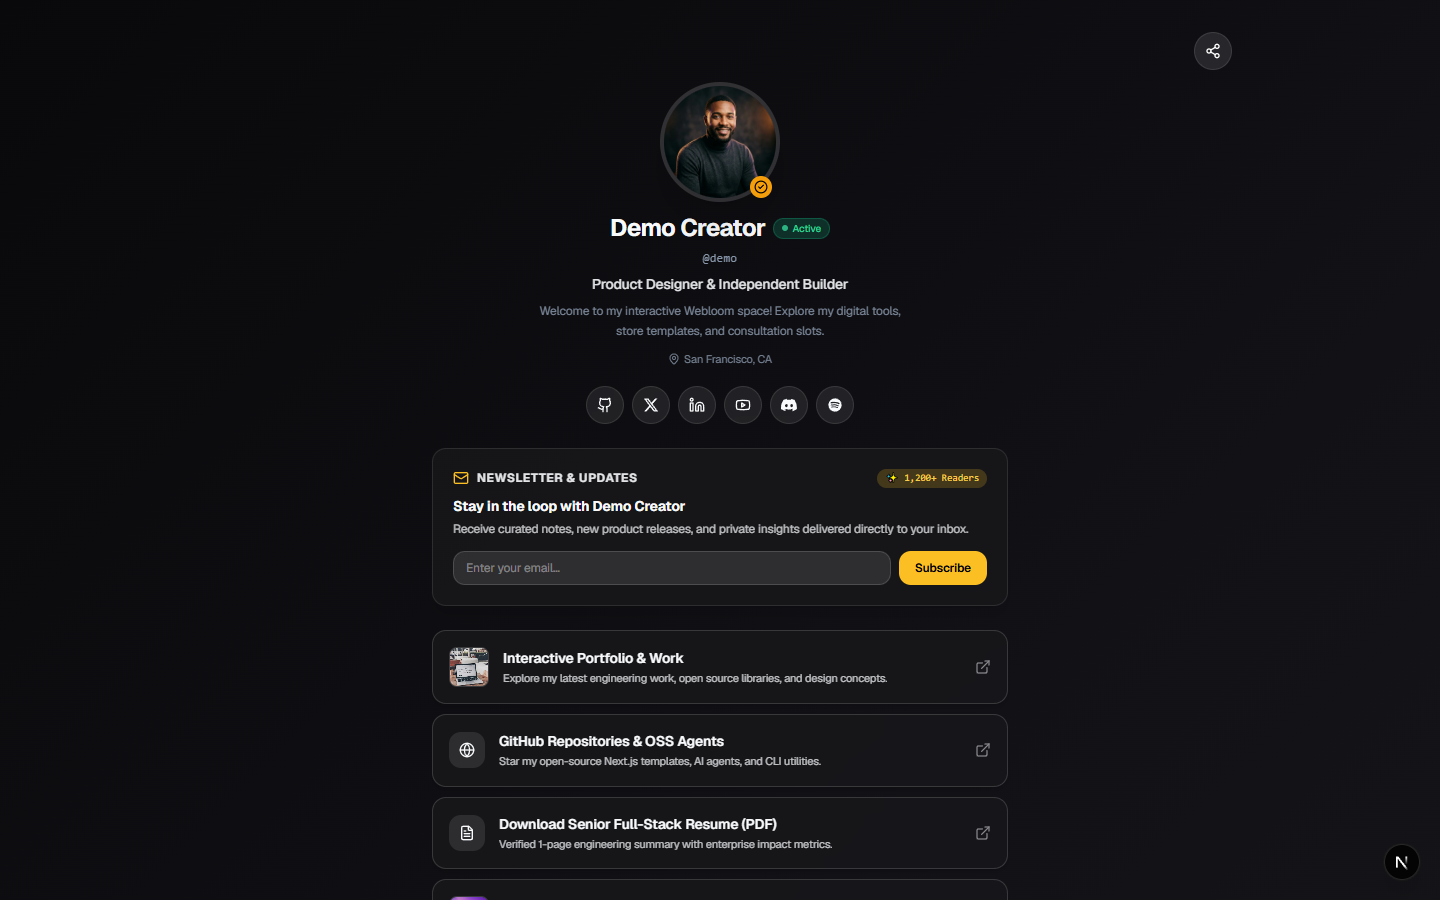 Demo Creator
Active
@demo
Product Designer & Independent Builder
Welcome to my interactive Webloom space! Explore my digital tools,
store templates, and consultation slots.
San Francisco, CA
NEWSLETTER & UPDATES
1,200+ Readers
Stay in the loop with Demo Creator
Receive curated notes, new product releases, and private insights delivered directly to your inbox.
Enter your email...
Subscribe
Interactive Portfolio & Work
Explore my latest engineering work, open source libraries, and design concepts.
GitHub Repositories & OSS Agents
Star my open-source Next.js templates, AI agents, and CLI utilities.
Download Senior Full-Stack Resume (PDF)
Verified 1-page engineering summary with enterprise impact metrics.